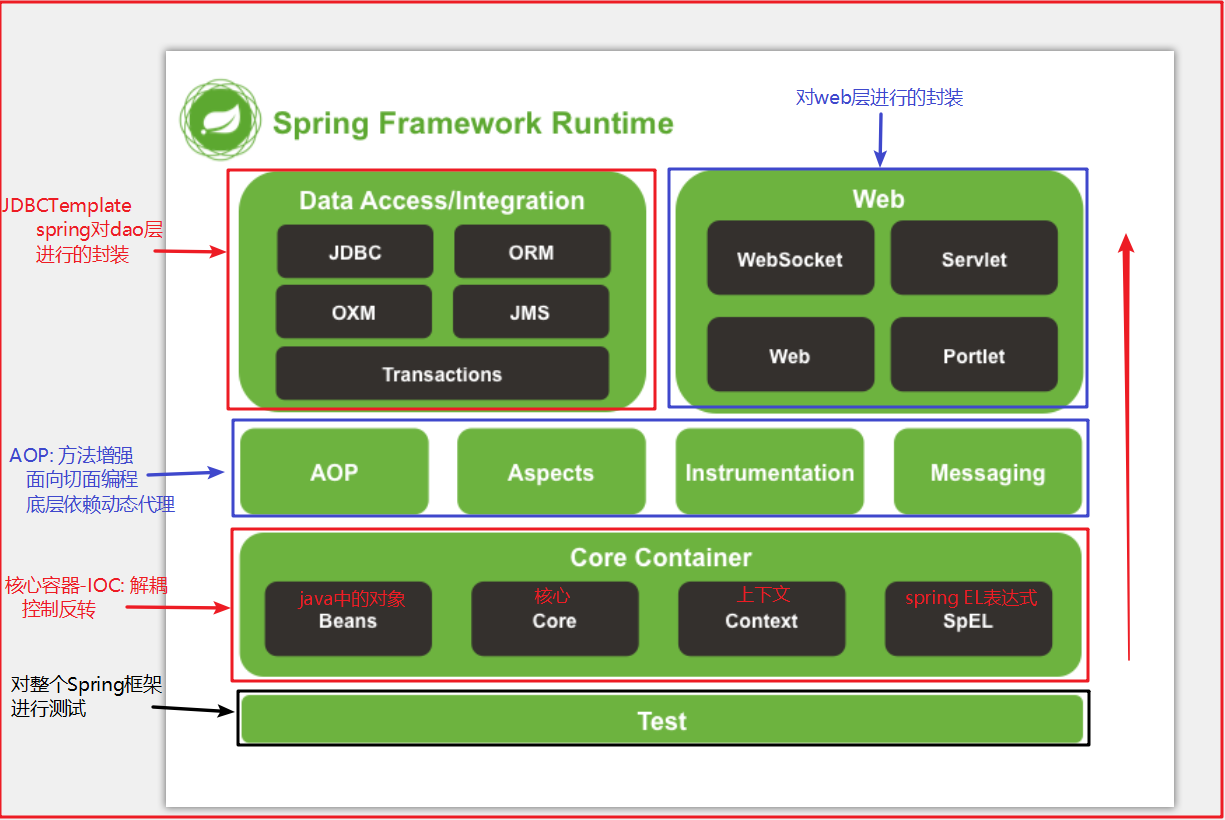 对web层进行的封装
Spring Framework Runtime
JDBCTemplate
spring对dao层
进行的封装
Data Access/Integration
JDBC
ORM
OXM
JMS
Transactions
Web
WebSocket
Servlet
Web
Portlet
AOP: 方法增强
面向切面编程
底层依赖动态代理
AOP
Aspects
Instrumentation
Messaging
核心容器-IOC: 解耦
控制反转
Core Container
java中的对象
Beans
核心
Core
上下文
Context
spring EL表达式
SpEL
对整个Spring框架
进行测试
Test